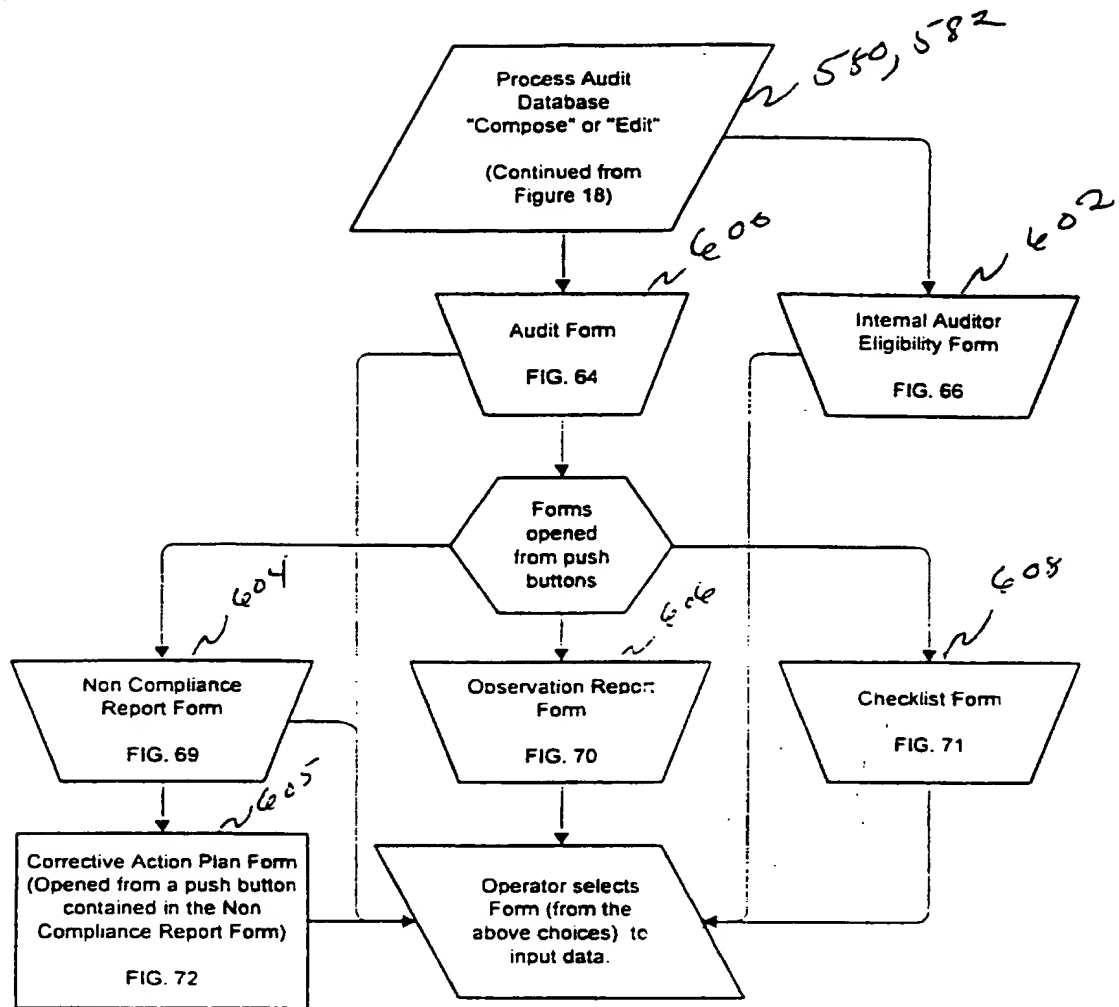 Process Audit
Database
"Compose" or "Edit"
(Continued from
Figure 18)
580, 582
600
602
Audit Form
FIG. 64
Internal Auditor
Eligibility Form
FIG. 66
Forms
opened
from push
buttons
604
606
608
Non Compliance
Report Form
FIG. 69
Observation Report
Form
FIG. 70
Checklist Form
FIG. 71
605
Corrective Action Plan Form
(Opened from a push button
contained in the Non
Compliance Report Form)
FIG. 72
Operator selects
Form (from the
above choices) to
input data.